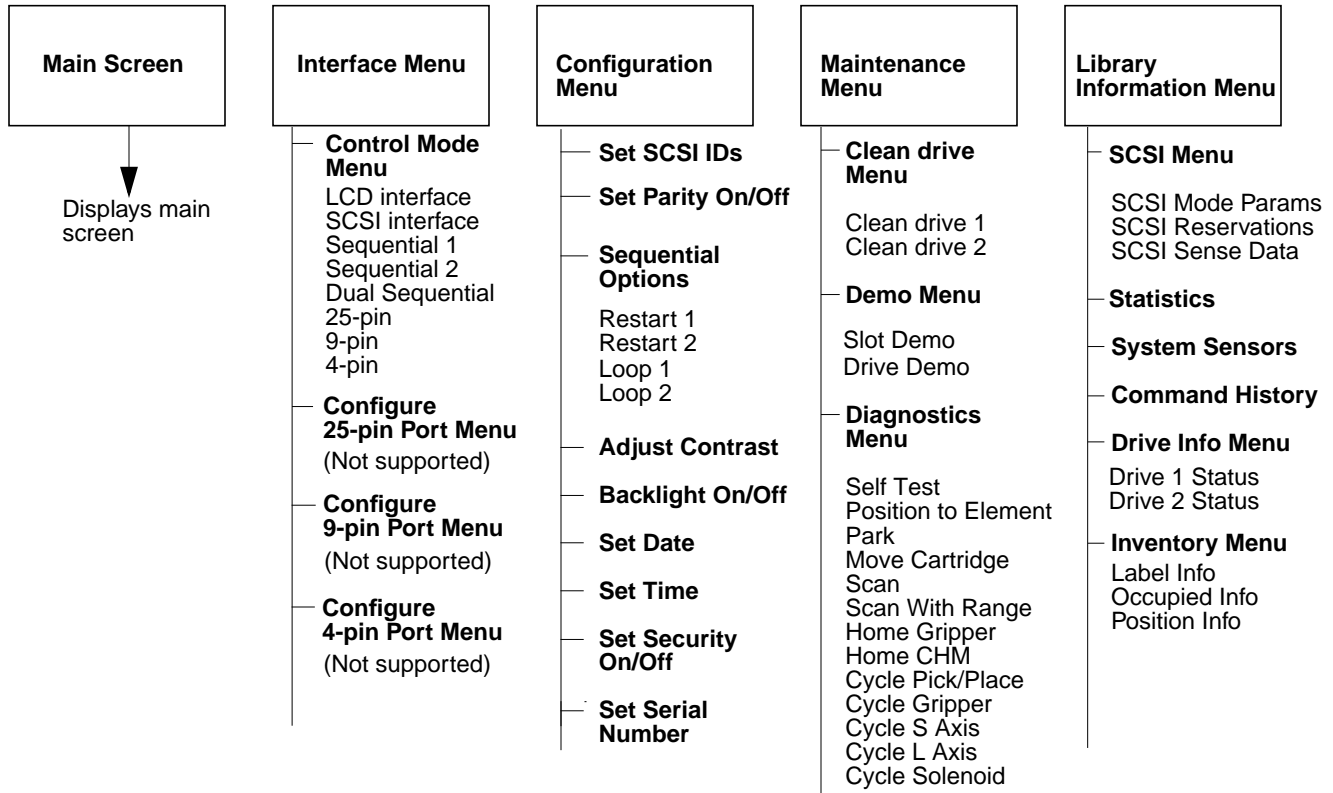 Main Screen
Displays main
screen
Interface Menu
Control Mode
Menu
LCD interface
SCSI interface
Sequential 1
Sequential 2
Dual Sequential
25-pin
9-pin
4-pin
Configure
25-pin Port Menu
(Not supported)
Configure
9-pin Port Menu
(Not supported)
Configure
4-pin Port Menu
(Not supported)
Configuration
Menu
Set SCSI IDs
Set Parity On/Off
Sequential
Options
Restart 1
Restart 2
Loop 1
Loop 2
Adjust Contrast
Backlight On/Off
Set Date
Set Time
Set Security
On/Off
Set Serial
Number
Maintenance
Menu
Clean drive
Menu
Clean drive 1
Clean drive 2
Demo Menu
Slot Demo
Drive Demo
Diagnostics
Menu
Self Test
Position to Element
Park
Move Cartridge
Scan
Scan With Range
Home Gripper
Home CHM
Cycle Pick/Place
Cycle Gripper
Cycle S Axis
Cycle L Axis
Cycle Solenoid
Library
Information Menu
SCSI Menu
SCSI Mode Params
SCSI Reservations
SCSI Sense Data
Statistics
System Sensors
Command History
Drive Info Menu
Drive 1 Status
Drive 2 Status
Inventory Menu
Label Info
Occupied Info
Position Info